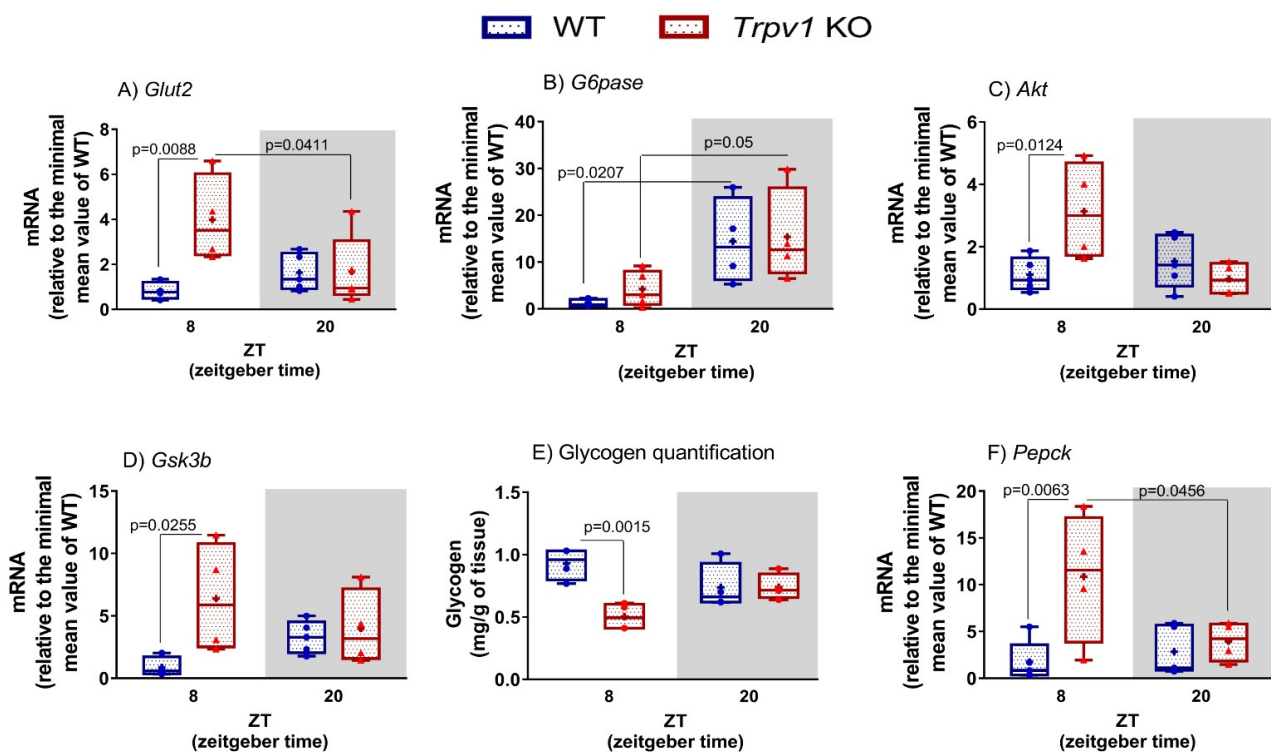 WT
Trpv1 KO
A) Glut2
mRNA
(relative to the minimal
mean value of WT)
8
6
4
2
0
p=0.0088
p=0.0411
8
20
ZT
(zeitgeber time)
B) G6pase
mRNA
(relative to the minimal
mean value of WT)
40
30
20
10
0
p=0.05
p=0.0207
8
20
ZT
(zeitgeber time)
C) Akt
mRNA
(relative to the minimal
mean value of WT)
6
4
2
0
p=0.0124
8
20
ZT
(zeitgeber time)
D) Gsk3b
mRNA
(relative to the minimal
mean value of WT)
15
10
5
0
p=0.0255
8
20
ZT
(zeitgeber time)
E) Glycogen quantification
Glycogen
(mg/g of tissue)
1.5
1.0
0.5
0.0
p=0.0015
8
20
ZT
(zeitgeber time)
F) Pepck
mRNA
(relative to the minimal
mean value of WT)
20
15
10
5
0
p=0.0063
p=0.0456
8
20
ZT
(zeitgeber time)